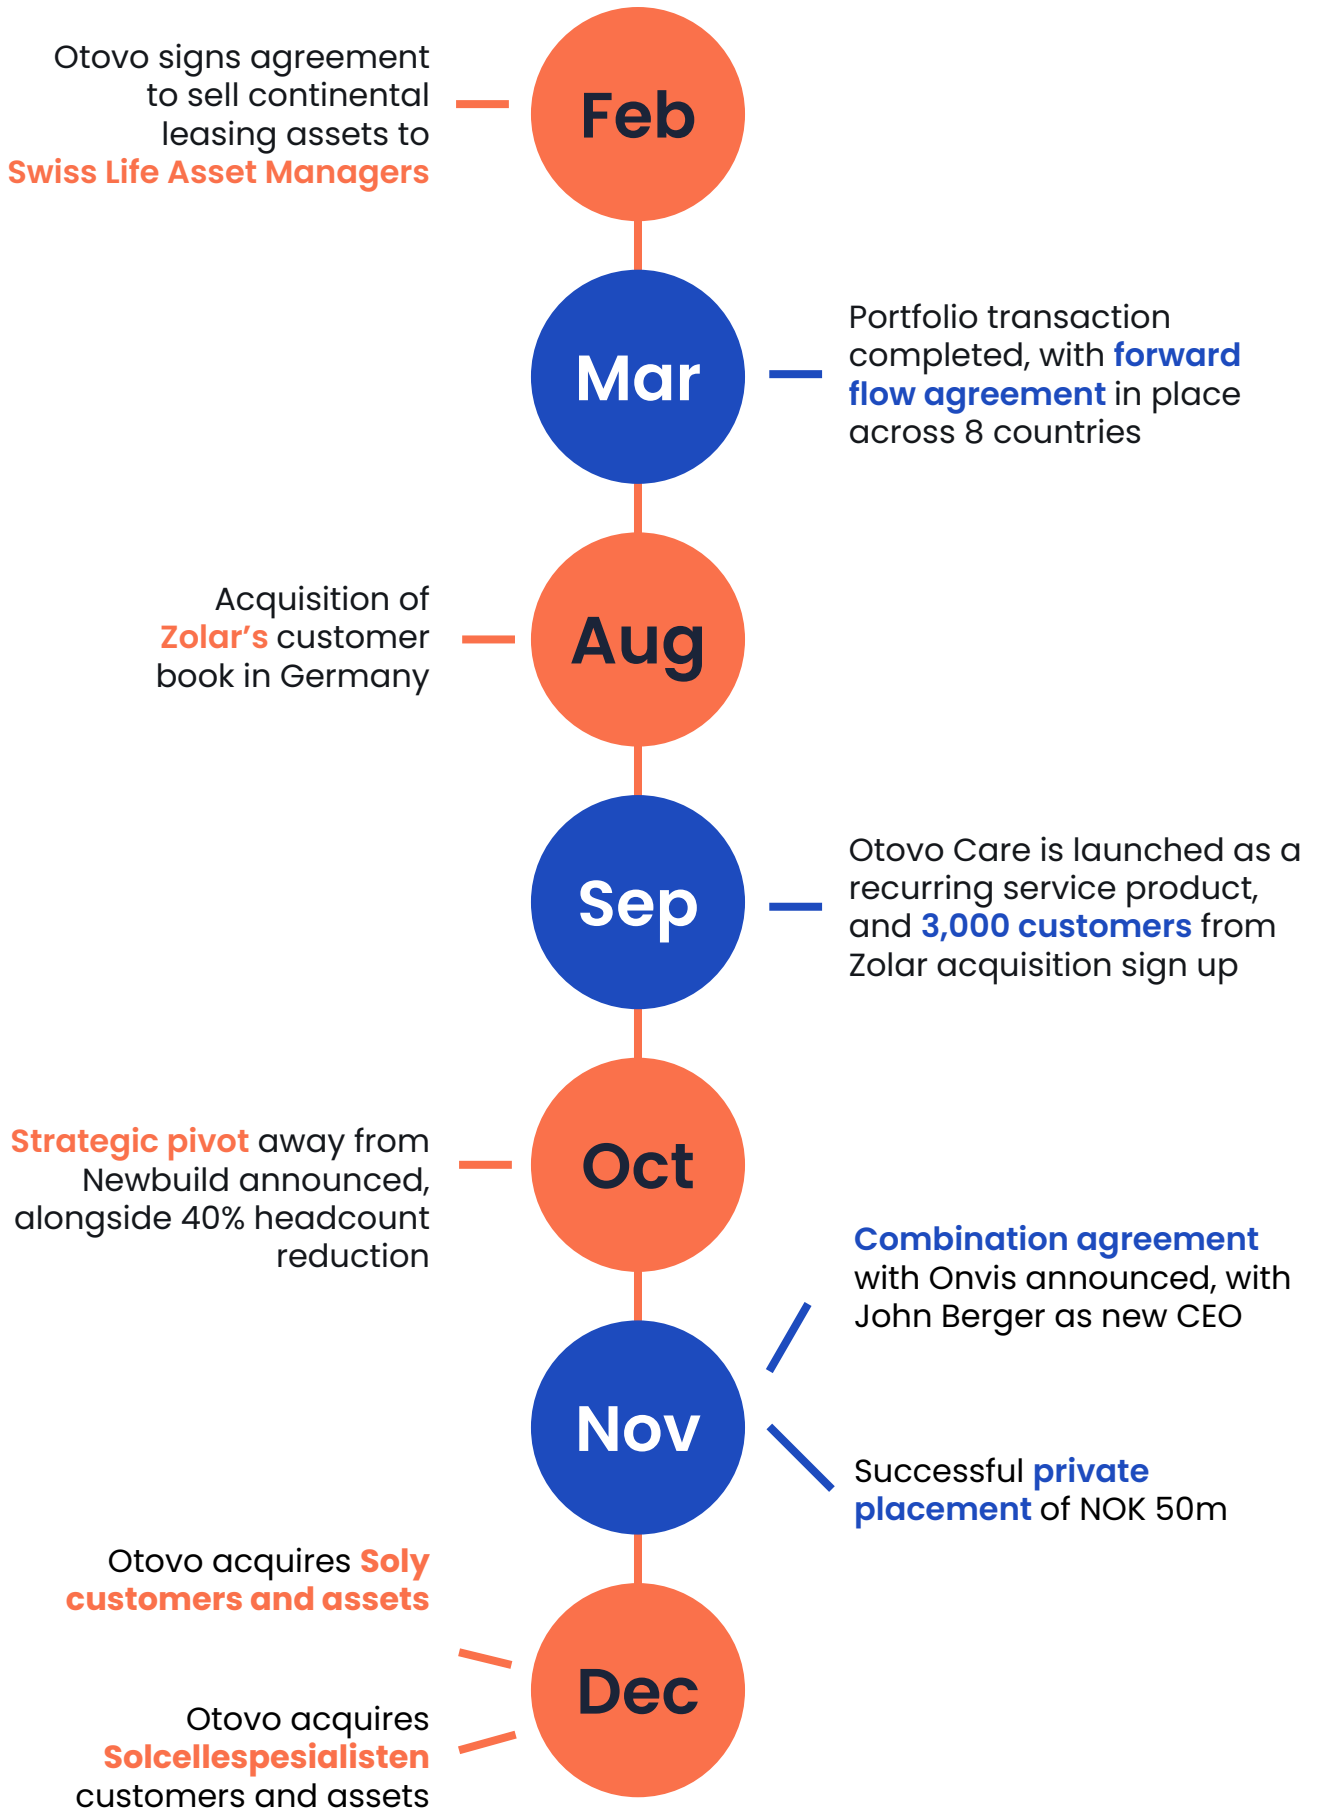 Otovo signs agreement
to sell continental
leasing assets to
Swiss Life Asset Managers
Feb
Mar
Portfolio transaction
completed, with forward
flow agreement in place
across 8 countries
Acquisition of
Zolar’s customer
book in Germany
Aug
Sep
Otovo Care is launched as a
recurring service product,
and 3,000 customers from
Zolar acquisition sign up
Strategic pivot away from
Newbuild announced,
alongside 40% headcount
reduction
Oct
Nov
Combination agreement
with Onvis announced, with
John Berger as new CEO
Successful private
placement of NOK 50m
Otovo acquires Soly
customers and assets
Dec
Otovo acquires
Solcellespesialisten
customers and assets